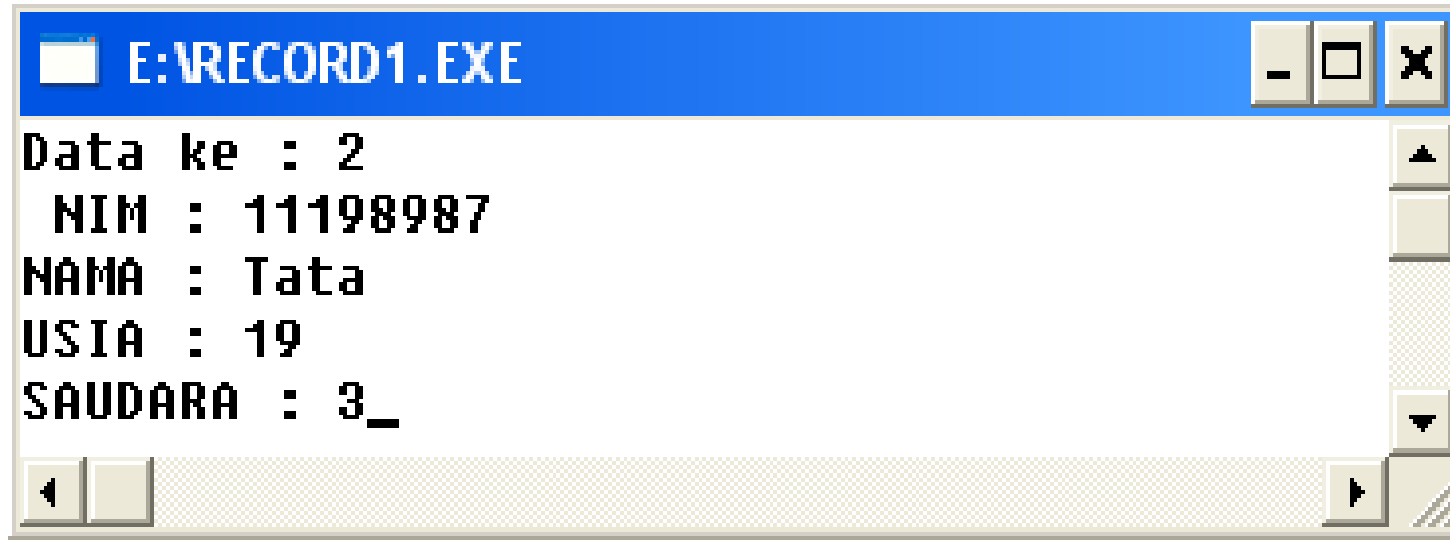 E:\RECORD1.EXE
Data ke : 2
NIM : 11198987
NAMA : Tata
USIA : 19
SAUDARA : 3_